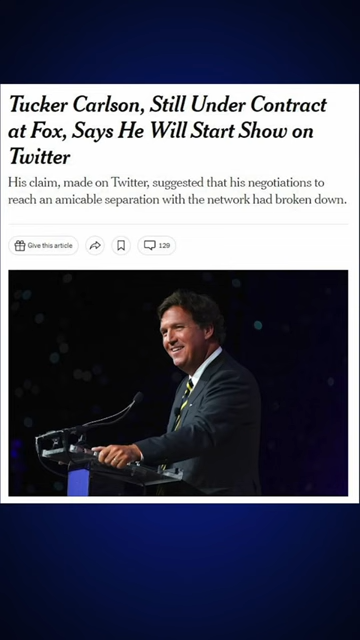 Tucker Carlson, Still Under Contract
at Fox, Says He Will Start Show on
Twitter
His claim, made on Twitter, suggested that his negotiations to
reach an amicable separation with the network had broken down.
Give this article
129